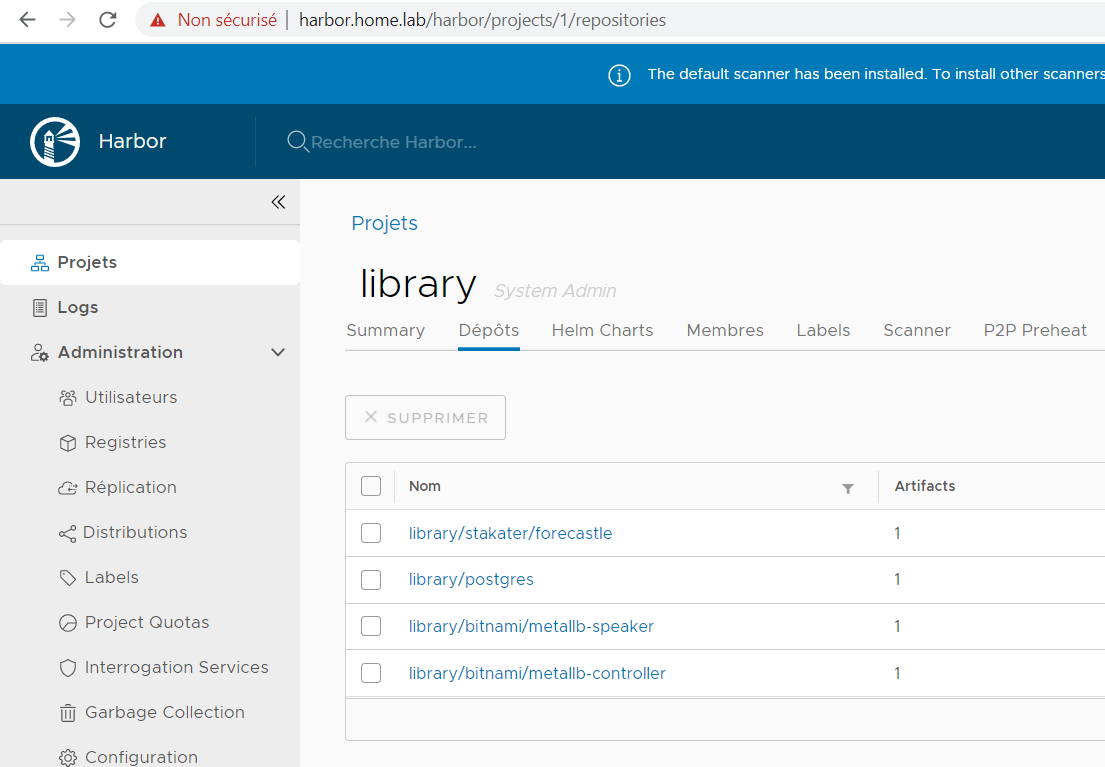 Non sécurisé | harbor.home.lab/harbor/projects/1/repositories
The default scanner has been installed. To install other scanners
Harbor
Recherche Harbor...
Projets
Logs
Administration
Utilisateurs
Registries
Réplication
Distributions
Labels
Project Quotas
Interrogation Services
Garbage Collection
Configuration
Projets
library System Admin
Summary Dépôts Helm Charts Membres Labels Scanner P2P Preheat
SUPPRIMER
Nom Artifacts
library/stakater/forecastle 1
library/postgres 1
library/bitnami/metallb-speaker 1
library/bitnami/metallb-controller 1